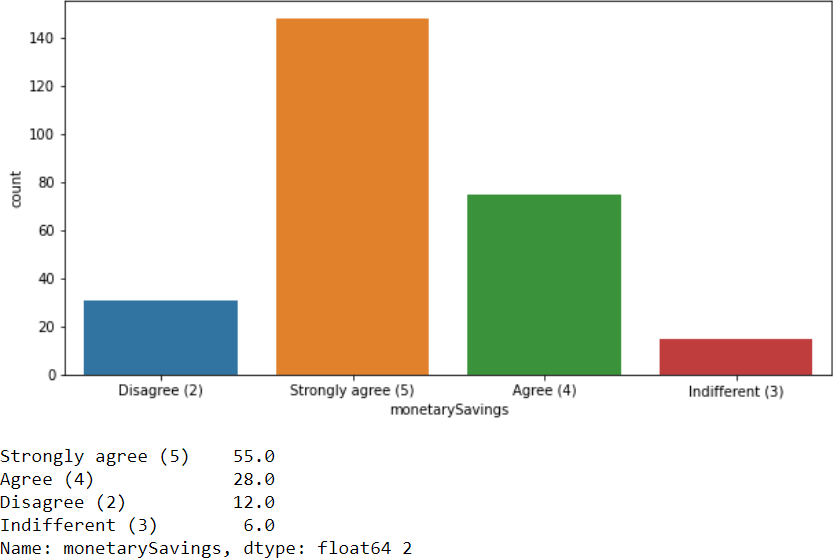 140
120
100
80
60
40
20
0
count
Disagree (2) Strongly agree (5) Agree (4) Indifferent (3)
monetarySavings
Strongly agree (5) 55.0
Agree (4) 28.0
Disagree (2) 12.0
Indifferent (3) 6.0
Name: monetarySavings, dtype: float64 2